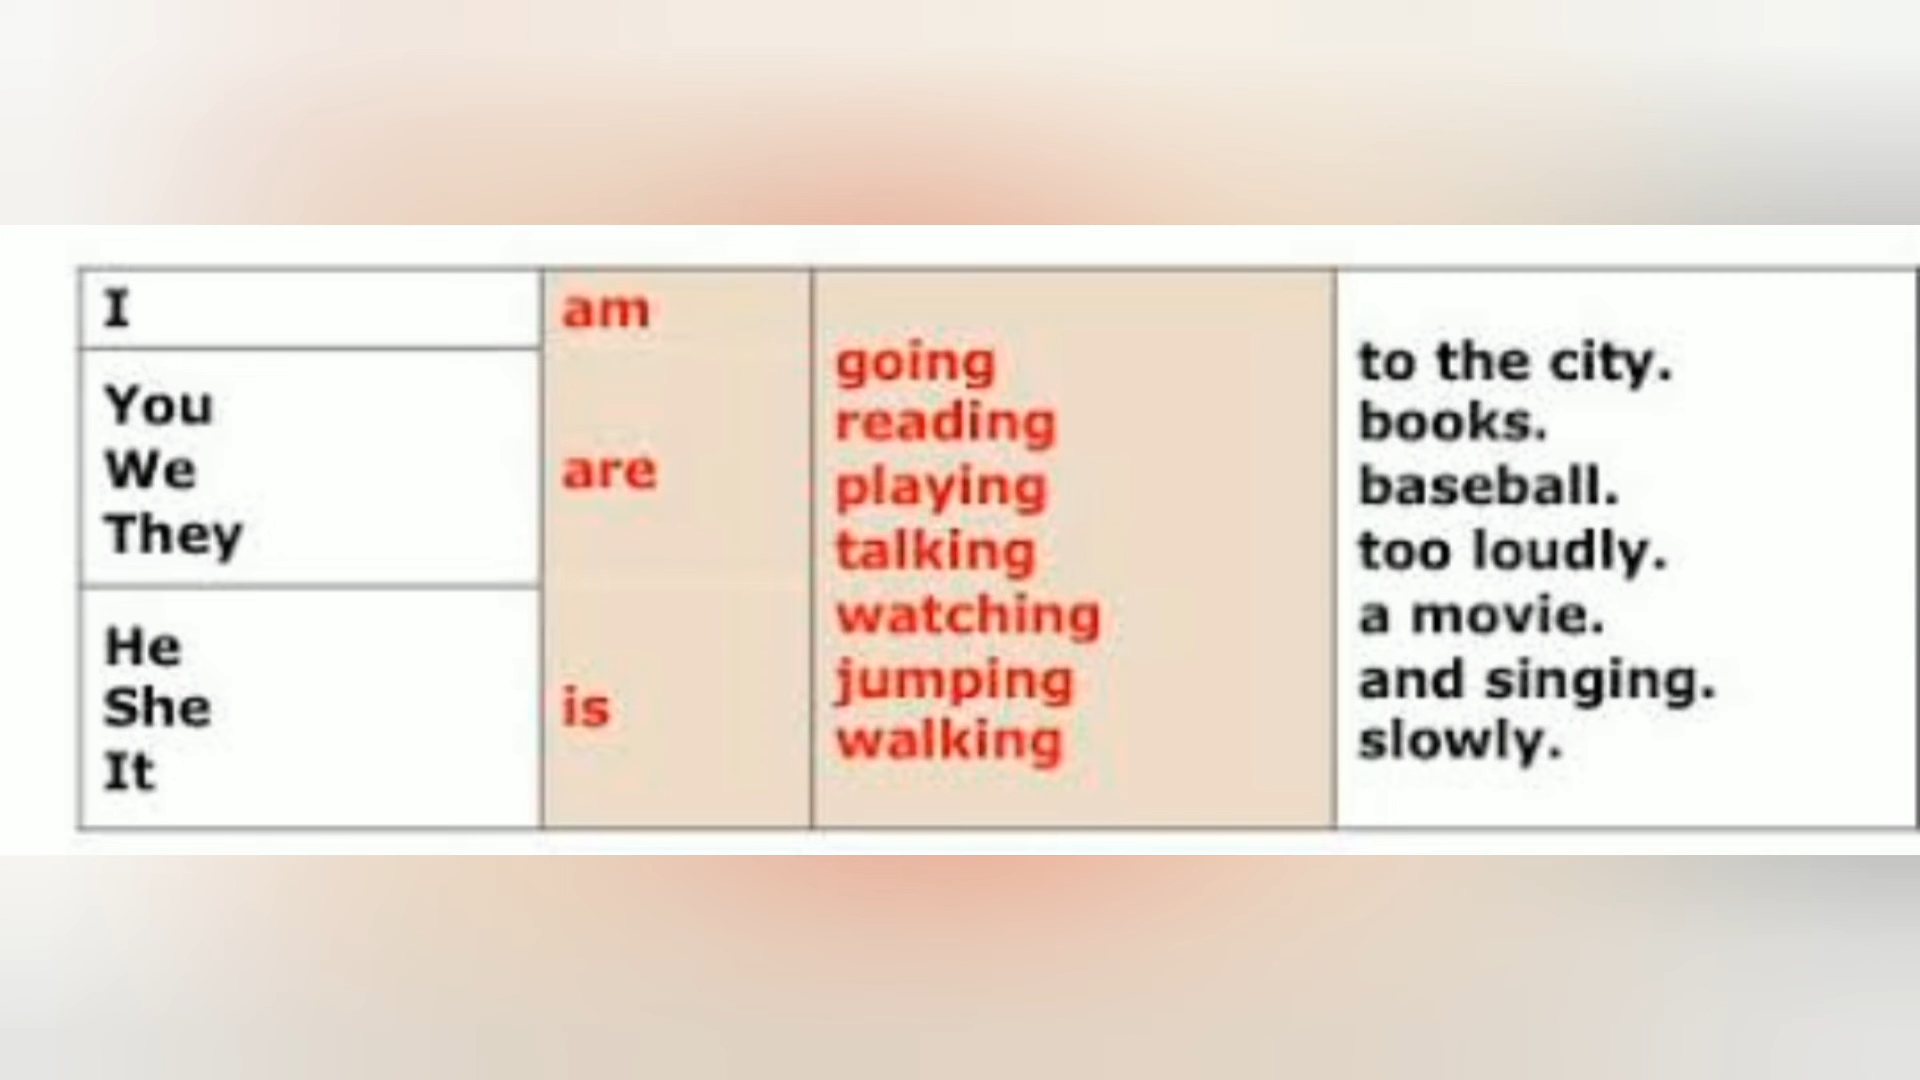 I am
You
We are
They
He
She is
It
going to the city.
reading books.
playing baseball.
talking too loudly.
watching a movie.
jumping and singing.
walking slowly.